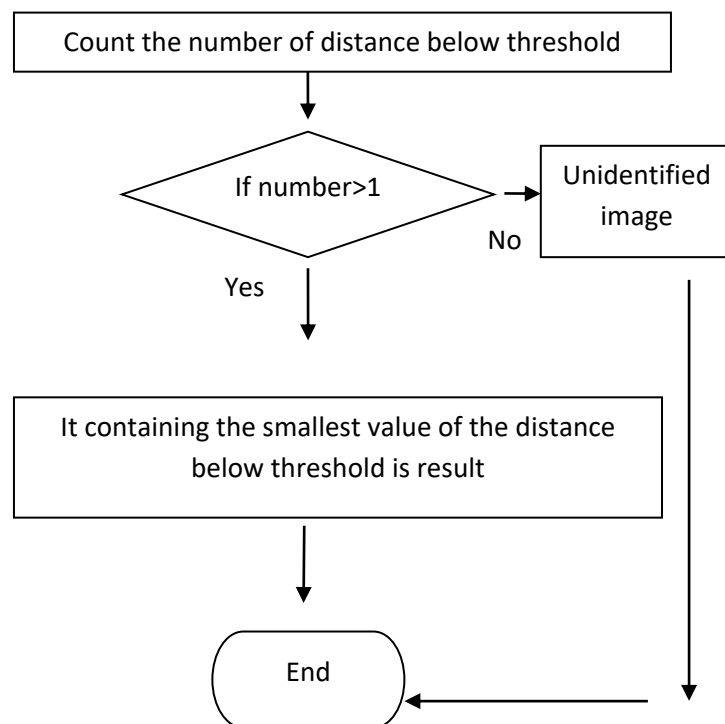 Count the number of distance below threshold
If number>1
Unidentified
image
No
Yes
It containing the smallest value of the distance
below threshold is result
End